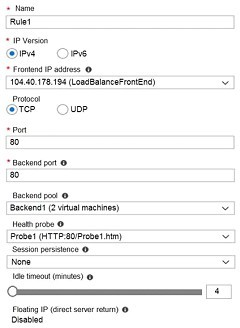 * Name
Rule1
* IP Version
IPv4 IPv6
* Frontend IP address
104.40.178.194 (LoadBalanceFrontEnd)
Protocol
TCP UDP
* Port
80
* Backend port
80
Backend pool
Backend1 (2 virtual machines)
Health probe
Probe1 (HTTP:80/Probe1.htm)
Session persistence
None
Idle timeout (minutes)
4
Floating IP (direct server return)
Disabled